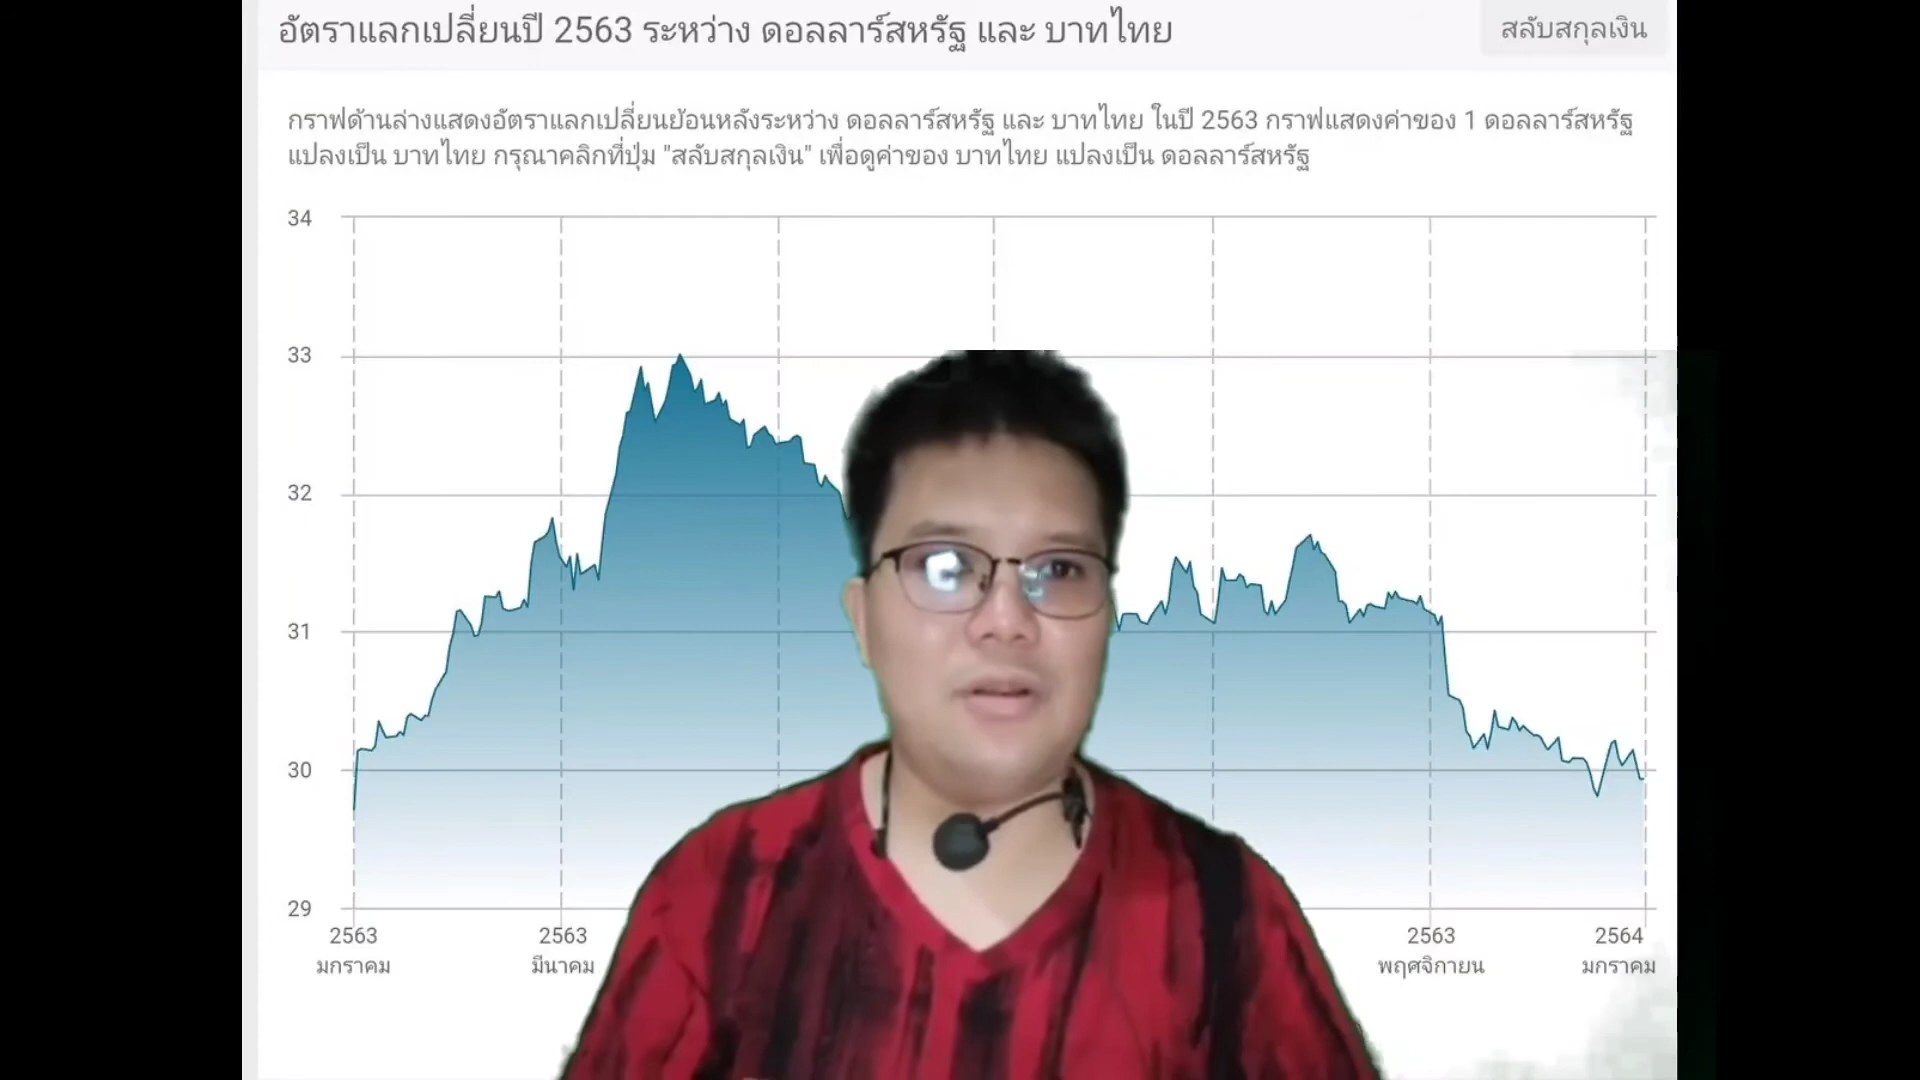 อัตราแลกเปลี่ยนปี 2563 ระหว่าง ดอลลาร์สหรัฐ และ บาทไทย
สลับสกุลเงิน
กราฟด้านล่างแสดงอัตราแลกเปลี่ยนย้อนหลังระหว่าง ดอลลาร์สหรัฐ และ บาทไทย ในปี 2563 กราฟแสดงค่าของ 1 ดอลลาร์สหรัฐ
แปลงเป็น บาทไทย กรุณาคลิกที่ปุ่ม "สลับสกุลเงิน" เพื่อดูค่าของ บาทไทย แปลงเป็น ดอลลาร์สหรัฐ
34
33
32
31
30
29
2563 2563 2563 2564
มกราคม มีนาคม พฤศจิกายน มกราคม